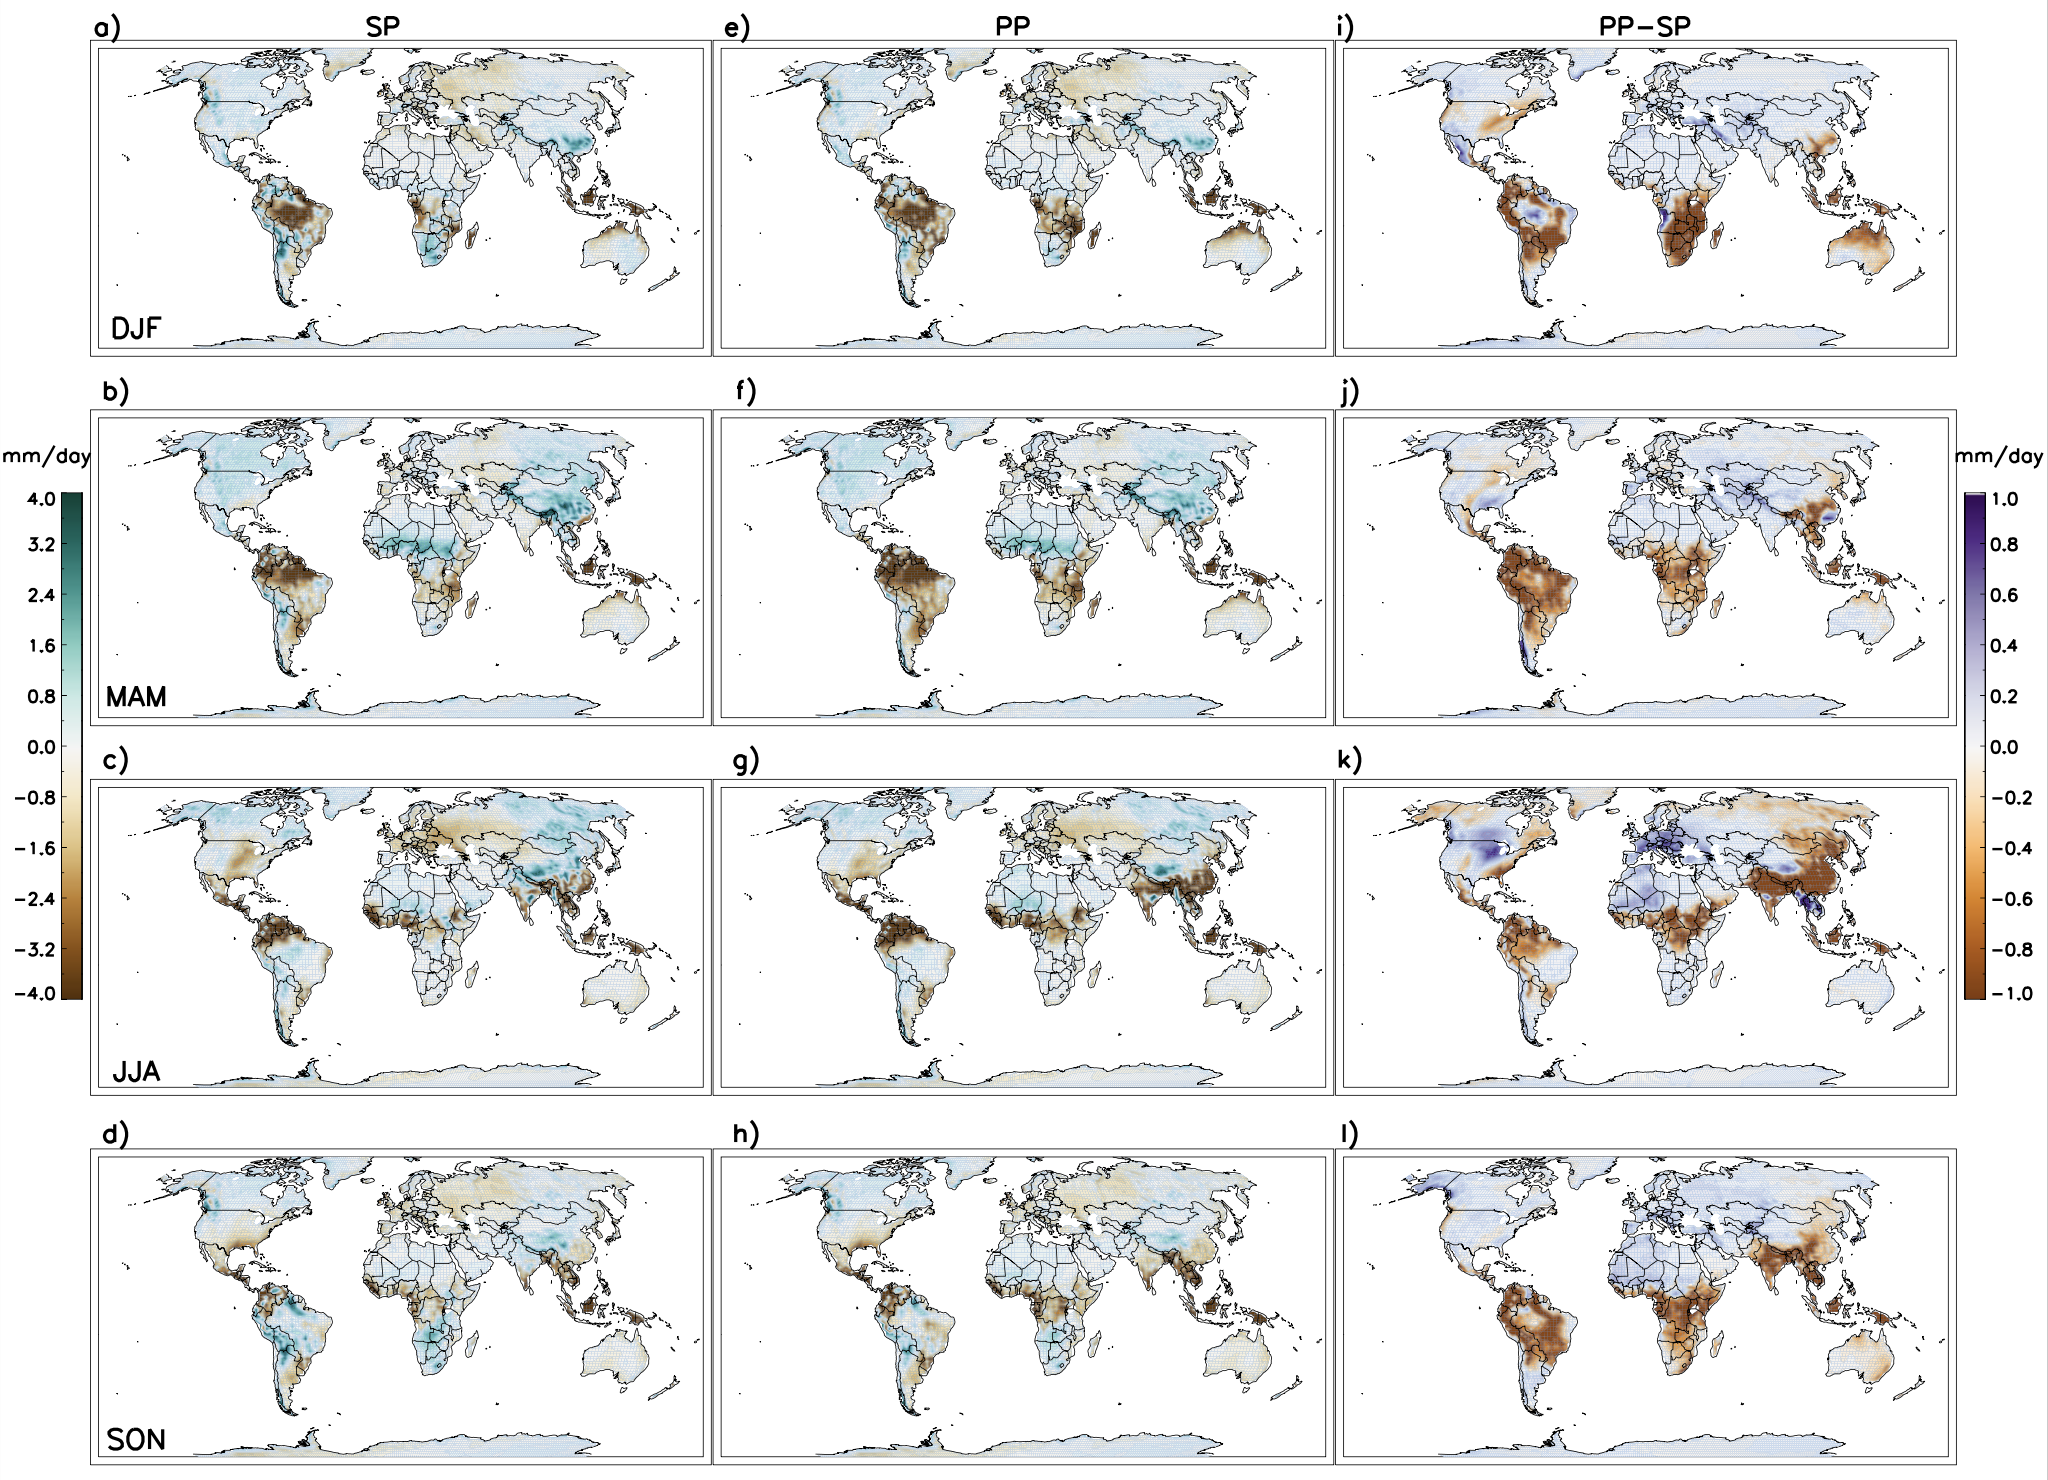 a) SP e) PP i) PP-SP
DJF
b) f) j)
MAM
c) g) k)
JJA
d) h) l)
SON
mm/day
4.0
3.2
2.4
1.6
0.8
0.0
-0.8
-1.6
-2.4
-3.2
-4.0
mm/day
1.0
0.8
0.6
0.4
0.2
0.0
-0.2
-0.4
-0.6
-0.8
-1.0